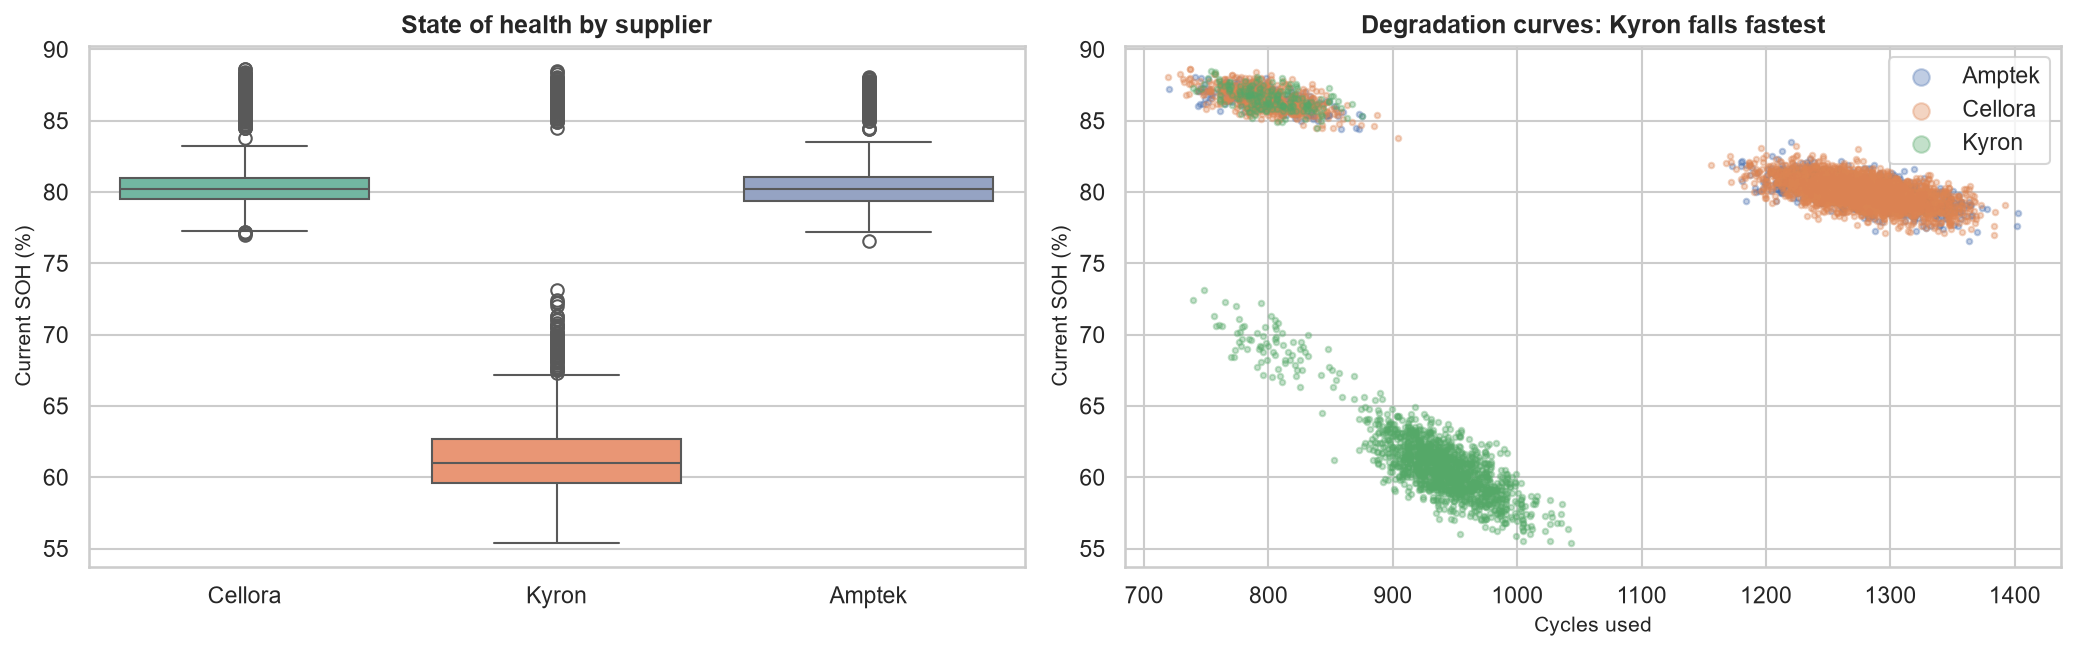 State of health by supplier
90
85
80
75
70
65
60
55
Current SOH (%)
Cellora
Kyron
Amptek
Degradation curves: Kyron falls fastest
90
85
80
75
70
65
60
55
Current SOH (%)
Amptek
Cellora
Kyron
700 800 900 1000 1100 1200 1300 1400
Cycles used